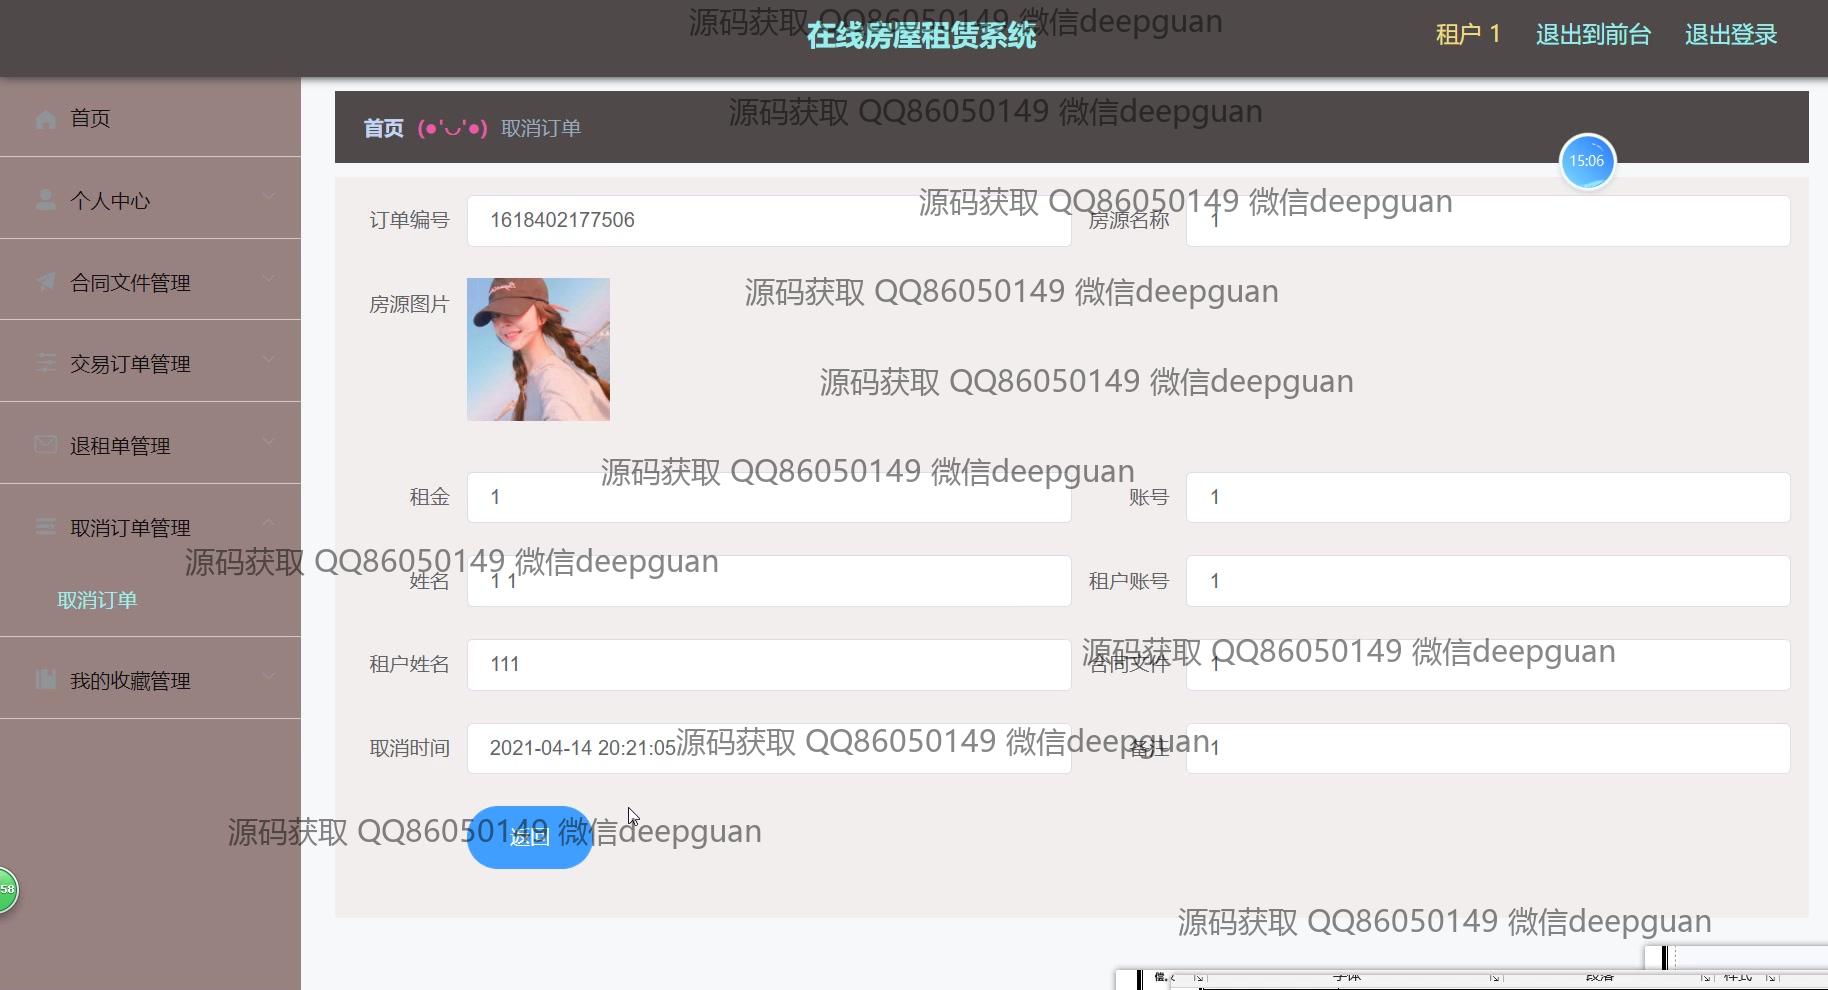 源码获取 QQ86050149 微信deepguan
在线房屋租赁系统
租户 1 退出到前台 退出登录
首页
个人中心
合同文件管理
交易订单管理
退租单管理
取消订单管理
取消订单
我的收藏管理
首页 (●'◡'●) 取消订单
源码获取 QQ86050149 微信deepguan
15:06
源码获取 QQ86050149 微信deepguan
订单编号 1618402177506 房源名称 1
源码获取 QQ86050149 微信deepguan
房源图片
源码获取 QQ86050149 微信deepguan
源码获取 QQ86050149 微信deepguan
租金 1 账号 1
源码获取 QQ86050149 微信deepguan
姓名 1 1 租户账号 1
源码获取 QQ86050149 微信deepguan
租户姓名 111 合同文件 1
源码获取 QQ86050149 微信deepguan
取消时间 2021-04-14 20:21:05 备注 1
源码获取 QQ86050149 微信deepguan
返回
58
源码获取 QQ86050149 微信deepguan
字体 段落 样式